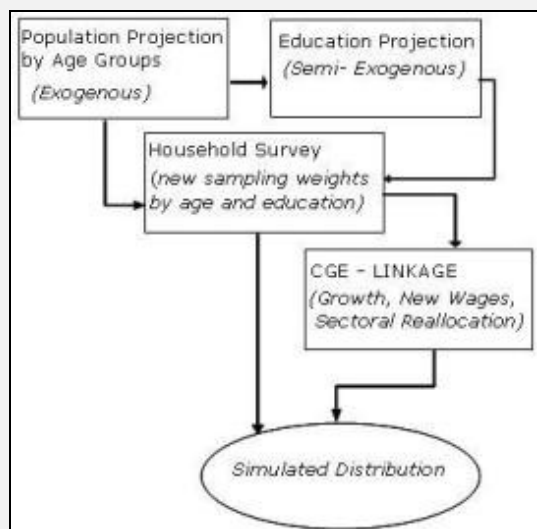 Population Projection
by Age Groups
(Exogenous)
Education Projection
(Semi- Exogenous)
Household Survey
(new sampling weights
by age and education)
CGE - LINKAGE
(Growth, New Wages,
Sectoral Reallocation)
Simulated Distribution